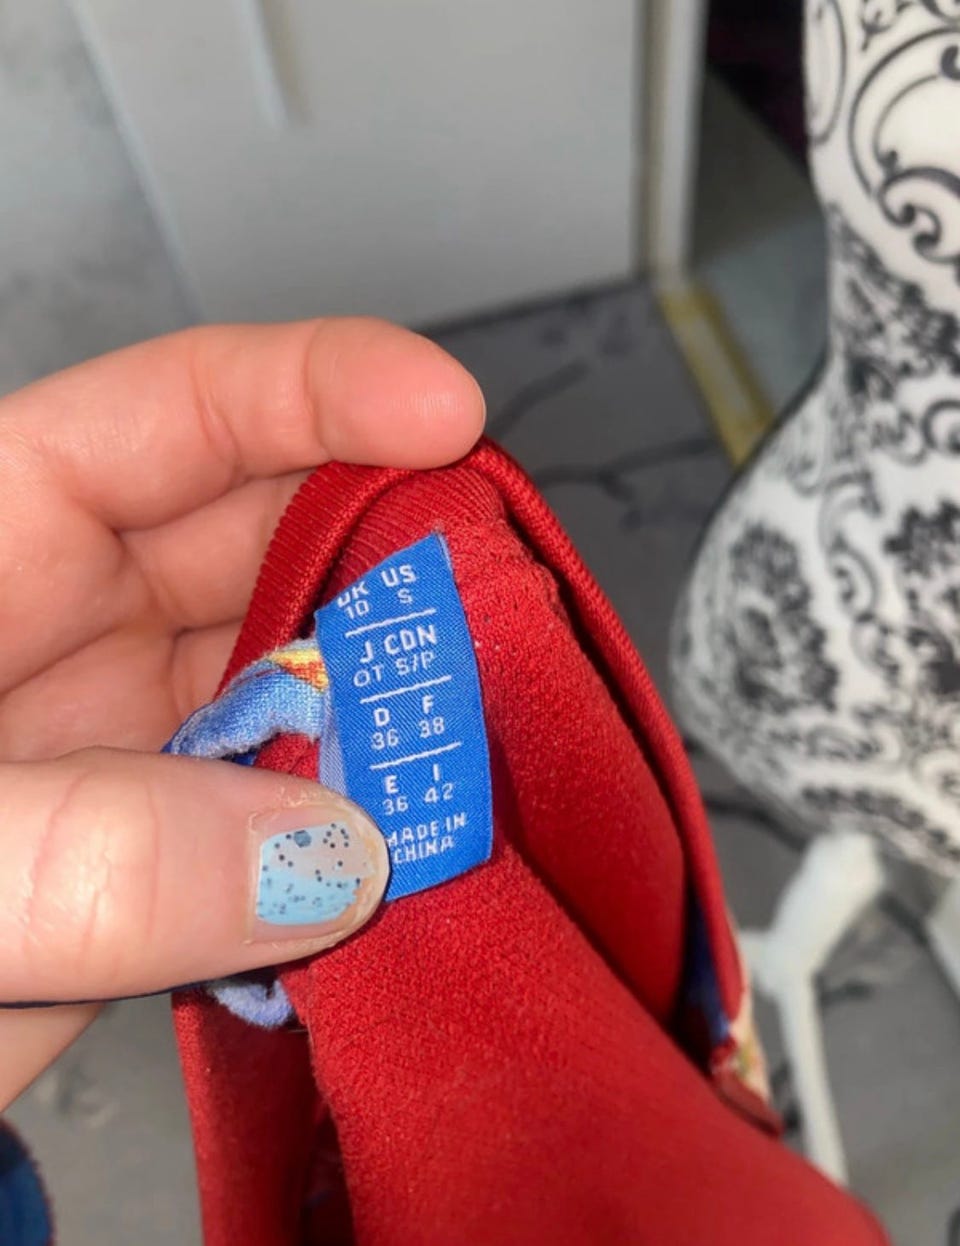 UK US
10 S
J CDN
OT S/P
D F
36 38
E I
36 42
MADE IN
CHINA